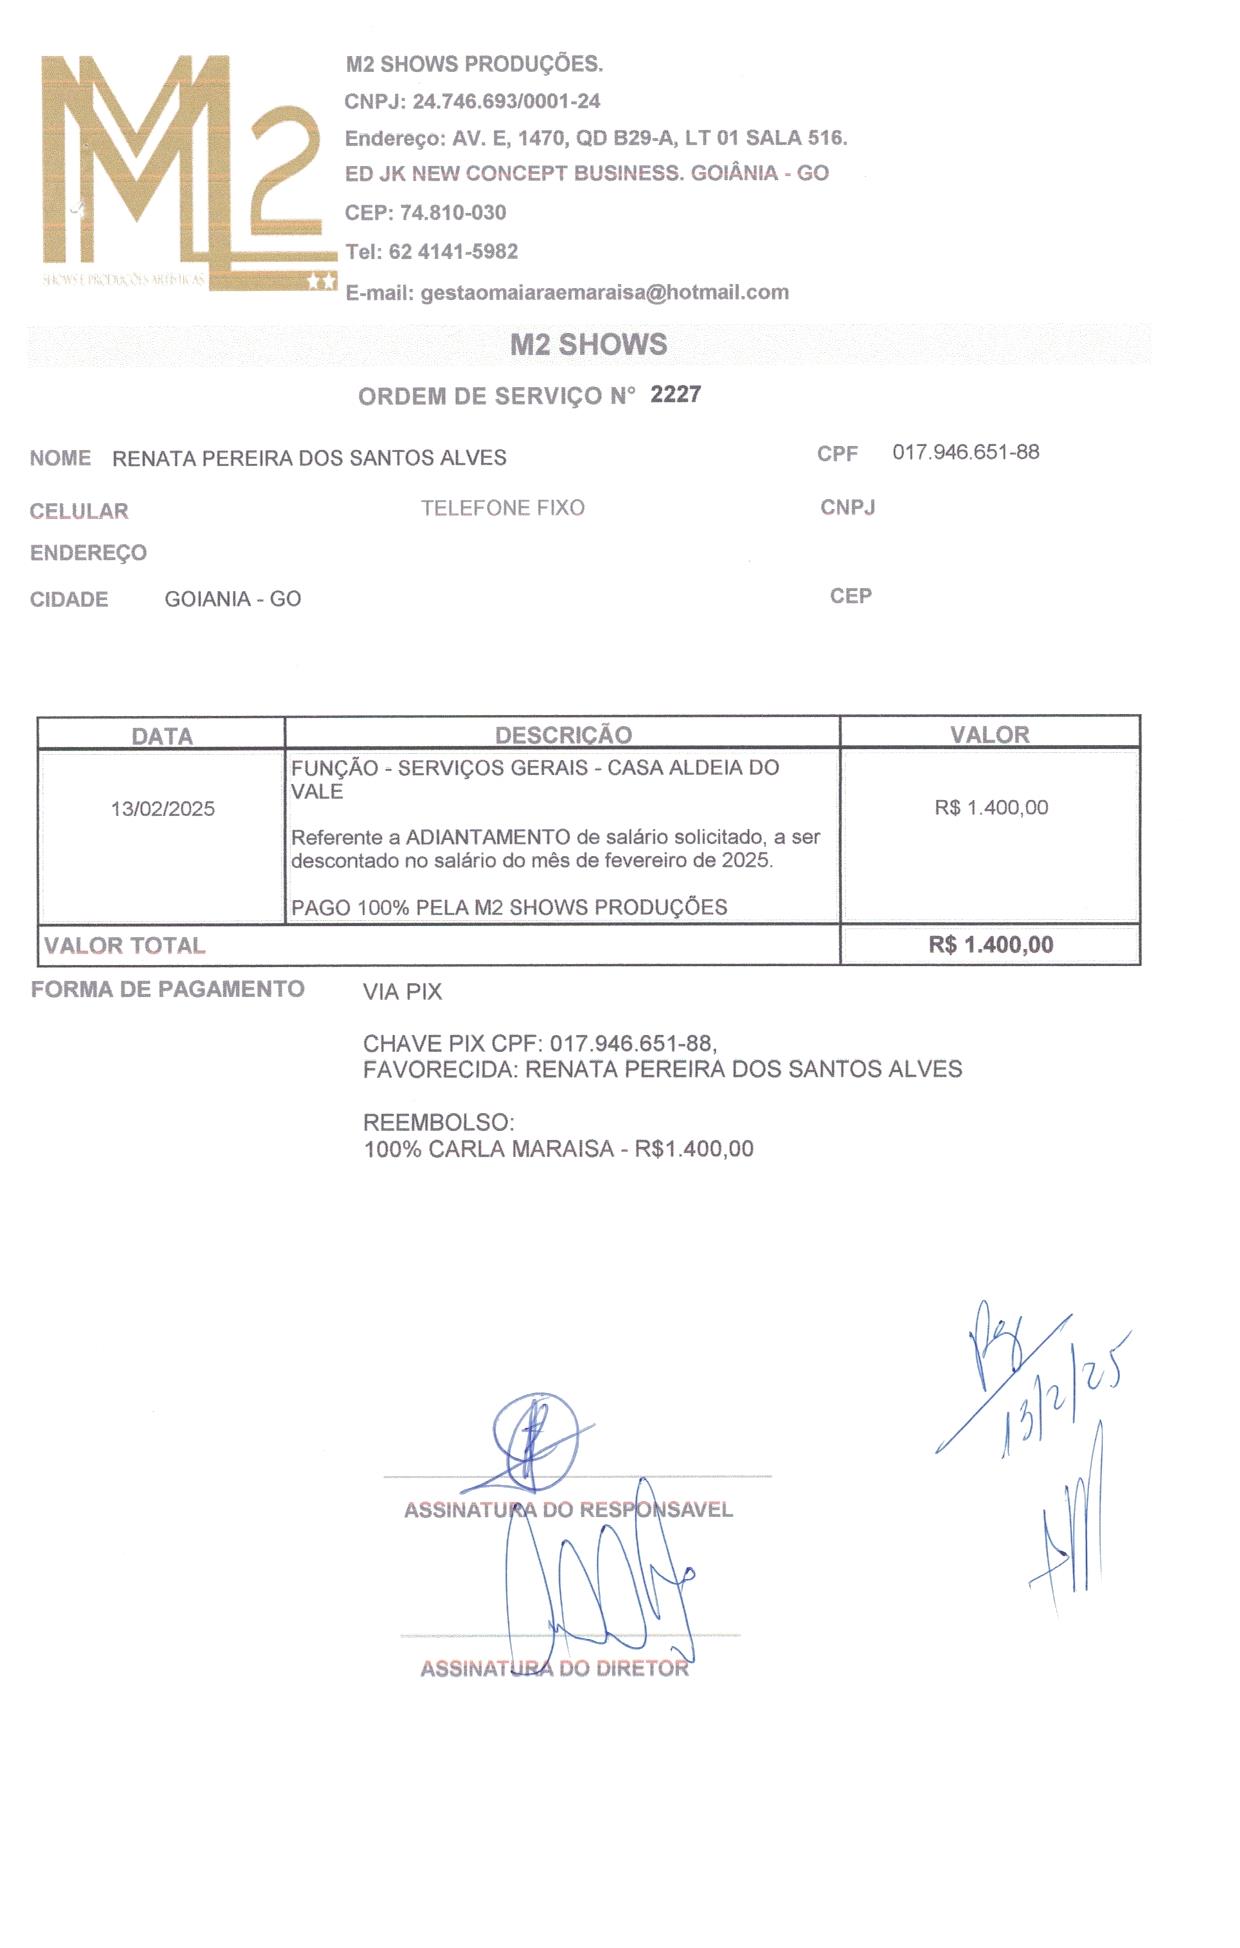 M2
SHOWS E PRODUÇÕES ARTÍSTICAS
M2 SHOWS PRODUÇÕES.
CNPJ: 24.746.693/0001-24
Endereço: AV. E, 1470, QD B29-A, LT 01 SALA 516.
ED JK NEW CONCEPT BUSINESS. GOIÂNIA - GO
CEP: 74.810-030
Tel: 62 4141-5982
E-mail: gestaomaiaraemaraisa@hotmail.com
M2 SHOWS
ORDEM DE SERVIÇO N° 2227
NOME RENATA PEREIRA DOS SANTOS ALVES CPF 017.946.651-88
CELULAR TELEFONE FIXO CNPJ
ENDEREÇO
CIDADE GOIANIA - GO CEP
DATA DESCRIÇÃO VALOR
FUNÇÃO - SERVIÇOS GERAIS - CASA ALDEIA DO
VALE
13/02/2025 R$ 1.400,00
Referente a ADIANTAMENTO de salário solicitado, a ser
descontado no salário do mês de fevereiro de 2025.
PAGO 100% PELA M2 SHOWS PRODUÇÕES
VALOR TOTAL R$ 1.400,00
FORMA DE PAGAMENTO VIA PIX
CHAVE PIX CPF: 017.946.651-88,
FAVORECIDA: RENATA PEREIRA DOS SANTOS ALVES
REEMBOLSO:
100% CARLA MARAISA - R$1.400,00
13/2/25
ASSINATURA DO RESPONSAVEL
ASSINATURA DO DIRETOR